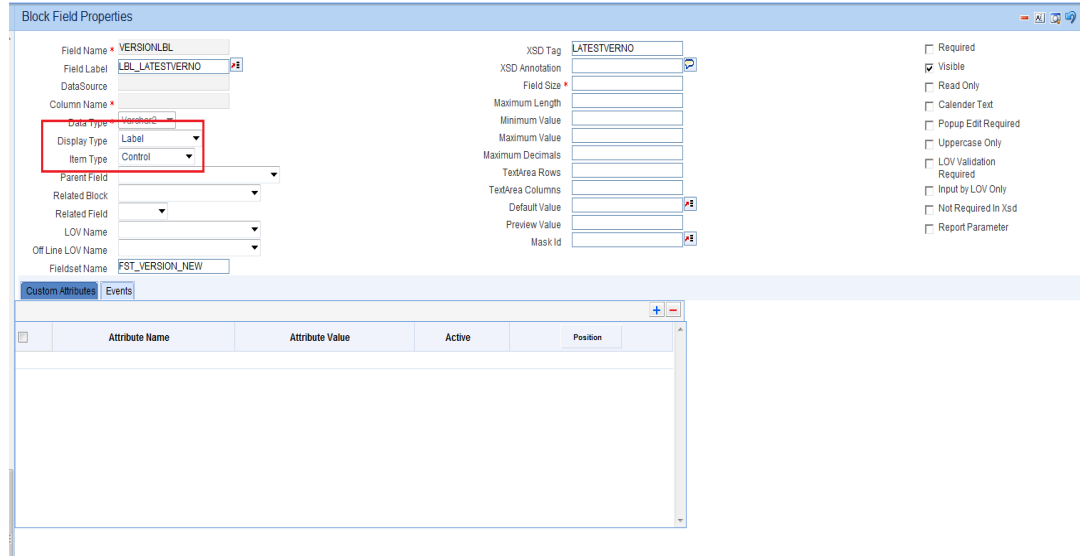 Block Field Properties
Field Name * VERSIONLBL
Field Label LBL_LATESTVERNO
DataSource
Column Name *
Data Type * Varchar2
Display Type Label
Item Type Control
Parent Field
Related Block
Related Field
LOV Name
Off Line LOV Name
Fieldset Name FST_VERSION_NEW
XSD Tag LATESTVERNO
XSD Annotation
Field Size *
Maximum Length
Minimum Value
Maximum Value
Maximum Decimals
TextArea Rows
TextArea Columns
Default Value
Preview Value
Mask Id
Required
Visible
Read Only
Calender Text
Popup Edit Required
Uppercase Only
LOV Validation
Required
Input by LOV Only
Not Required In Xsd
Report Parameter
Custom Attributes Events
Attribute Name Attribute Value Active Position